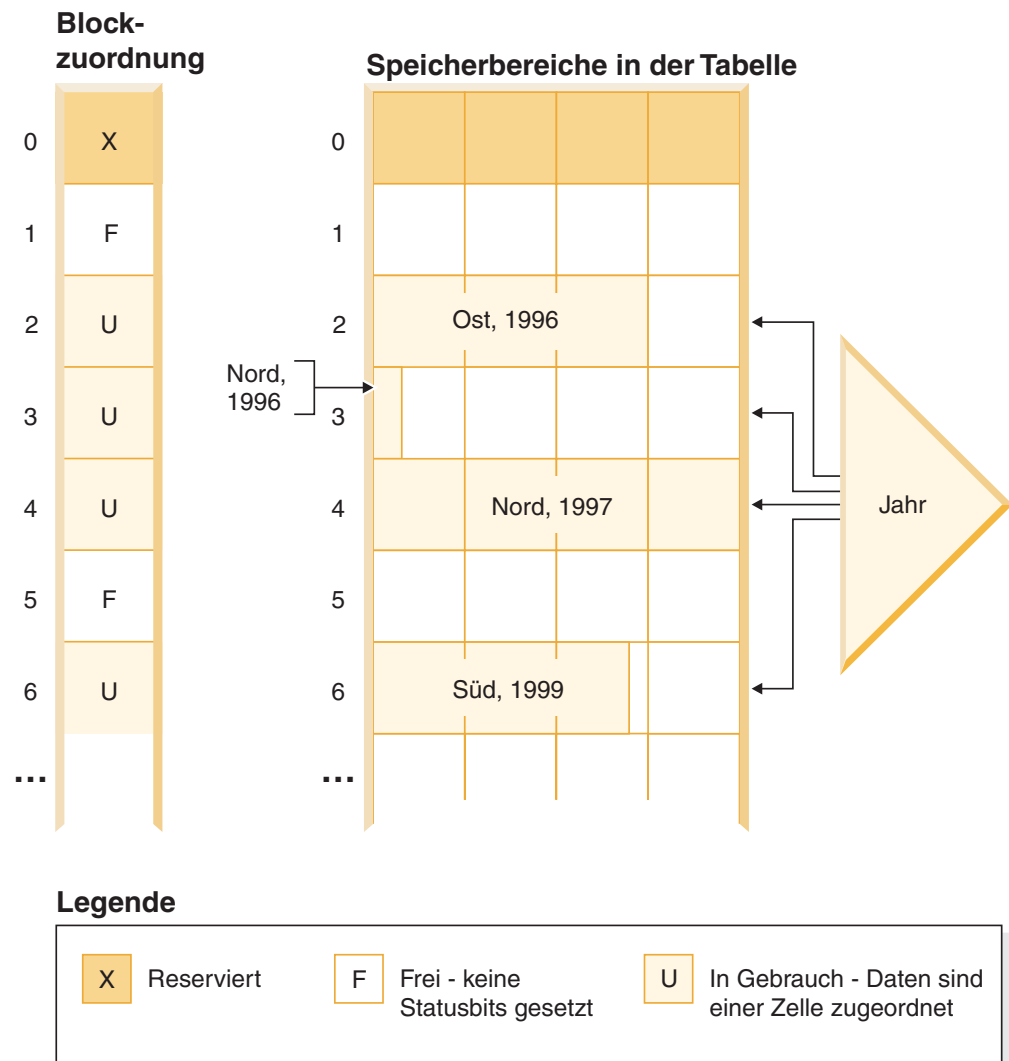 Block-
zuordnung
Speicherbereiche in der Tabelle
0 X 0
1 F 1
2 U 2 Ost, 1996
Nord,
1996
3 U 3
4 U 4 Nord, 1997
Jahr
5 F 5
6 U 6 Süd, 1999
... ...
Legende
X Reserviert
F Frei - keine
Statusbits gesetzt
U In Gebrauch - Daten sind
einer Zelle zugeordnet